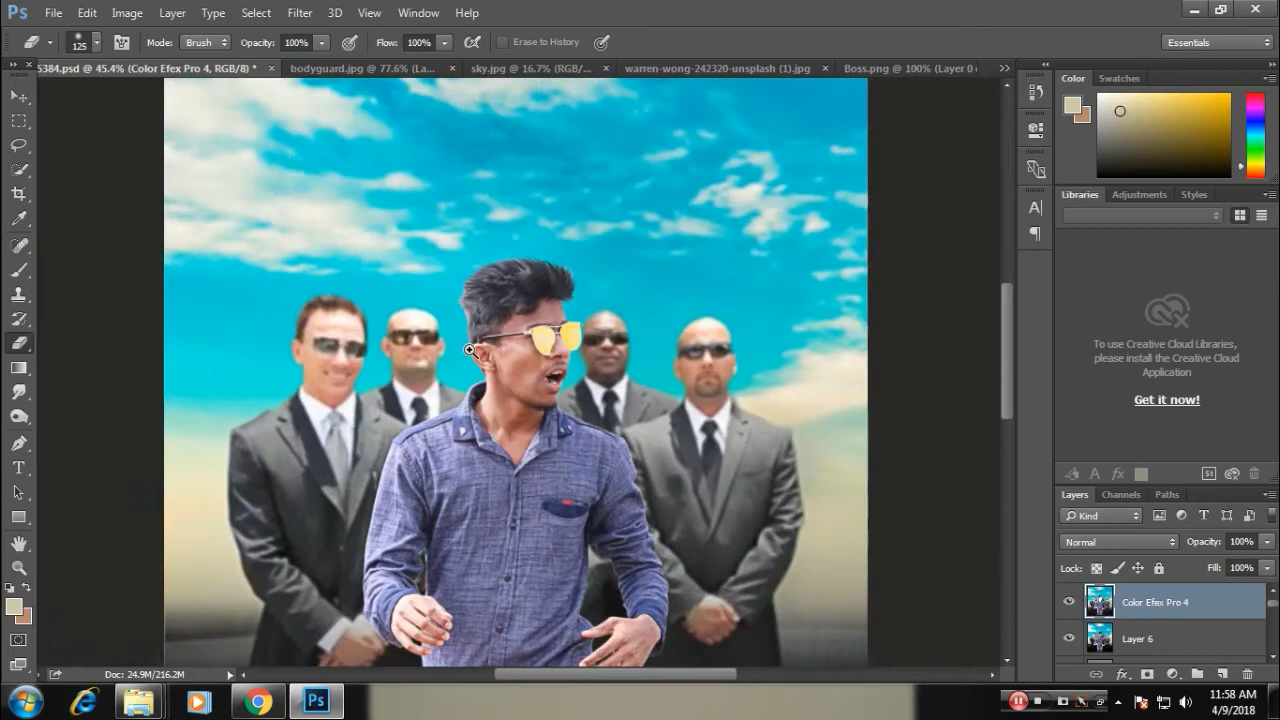 Ps File Edit Image Layer Type Select Filter 3D View Window Help
125 Mode: Brush Opacity: 100% Flow: 100% Erase to History Essentials
5384.psd @ 45.4% (Color Efex Pro 4, RGB/8) * × bodyguard.jpg @ 77.6% (La... × sky.jpg @ 16.7% (RGB/... × warren-wong-242320-unsplash (1).jpg × Boss.png @ 100% (Layer 0
Color Swatches
Libraries Adjustments Styles
To use Creative Cloud Libraries,
please install the Creative Cloud
Application
Get it now!
Layers Channels Paths
Kind
Normal Opacity: 100%
Lock: Fill: 100%
Color Efex Pro 4
Layer 6
Doc: 24.9M/216.2M
Ps
11:58 AM
4/9/2018